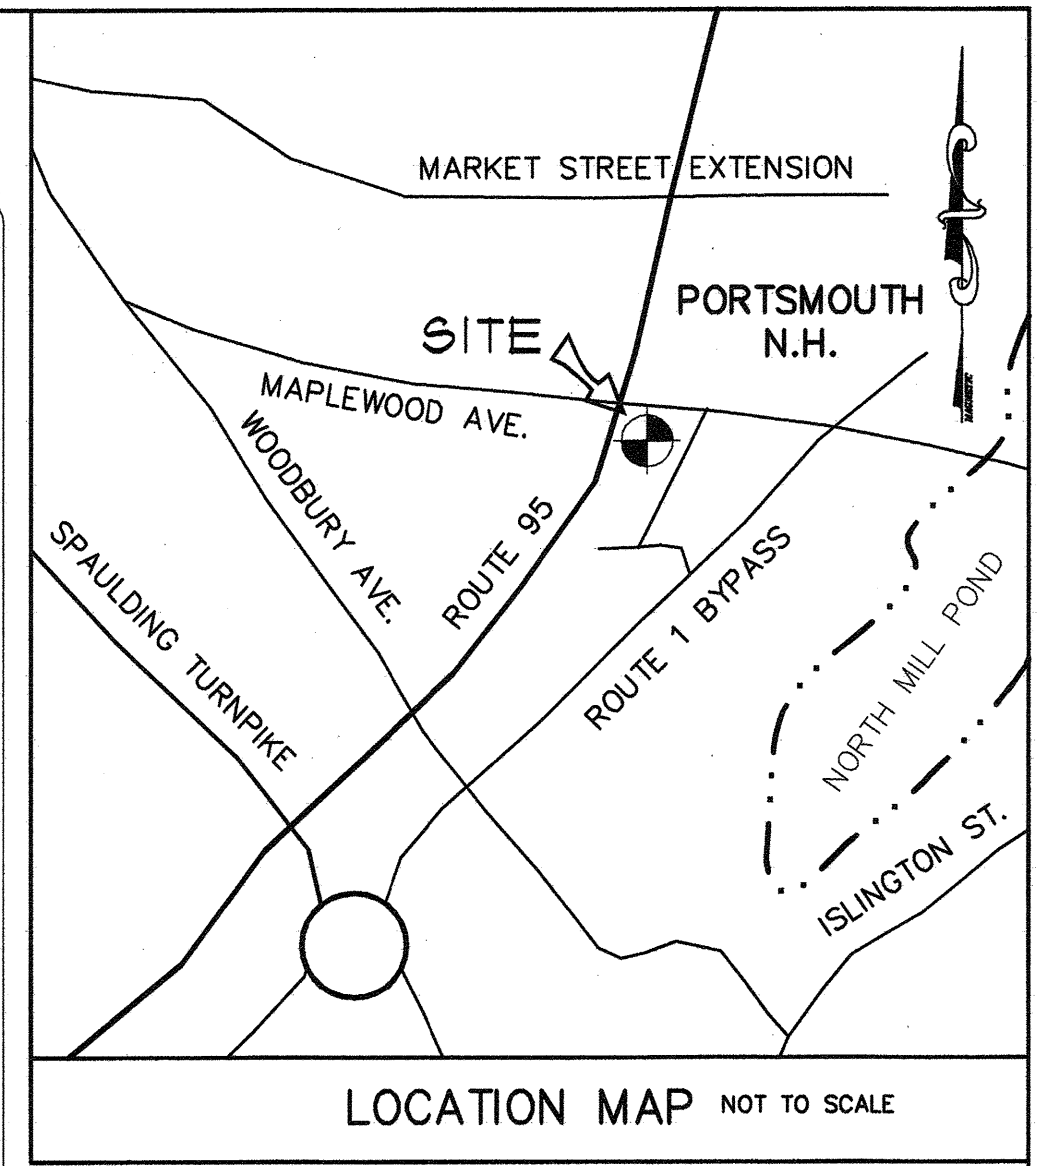 MARKET STREET EXTENSION
PORTSMOUTH
N.H.
SITE
MAGNETIC
MAPLEWOOD AVE.
WOODBURY AVE.
ROUTE 95
SPAULDING TURNPIKE
ROUTE 1 BYPASS
NORTH MILL POND
ISLINGTON ST.
LOCATION MAP NOT TO SCALE